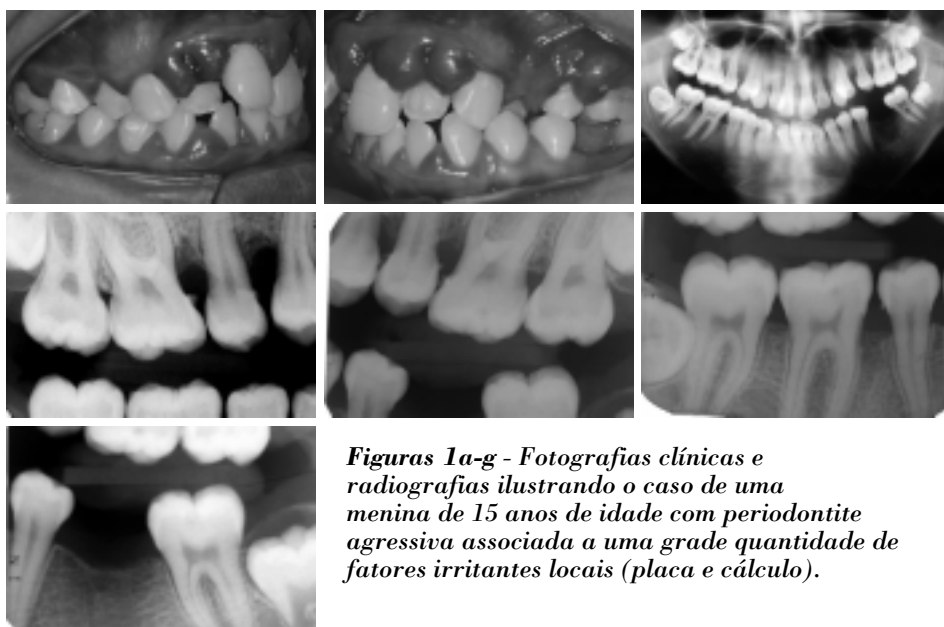 Figuras 1a-g - Fotografias clínicas e
radiografias ilustrando o caso de uma
menina de 15 anos de idade com periodontite
agressiva associada a uma grade quantidade de
fatores irritantes locais (placa e cálculo).